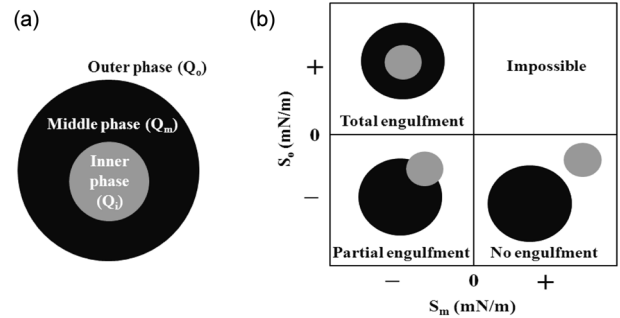 (a)
Outer phase (Qo)
Middle phase (Qm)
Inner
phase
(Qi)
(b)
So (mN/m)
+
0
−
Total engulfment
Impossible
Partial engulfment
No engulfment
− 0 +
Sm (mN/m)